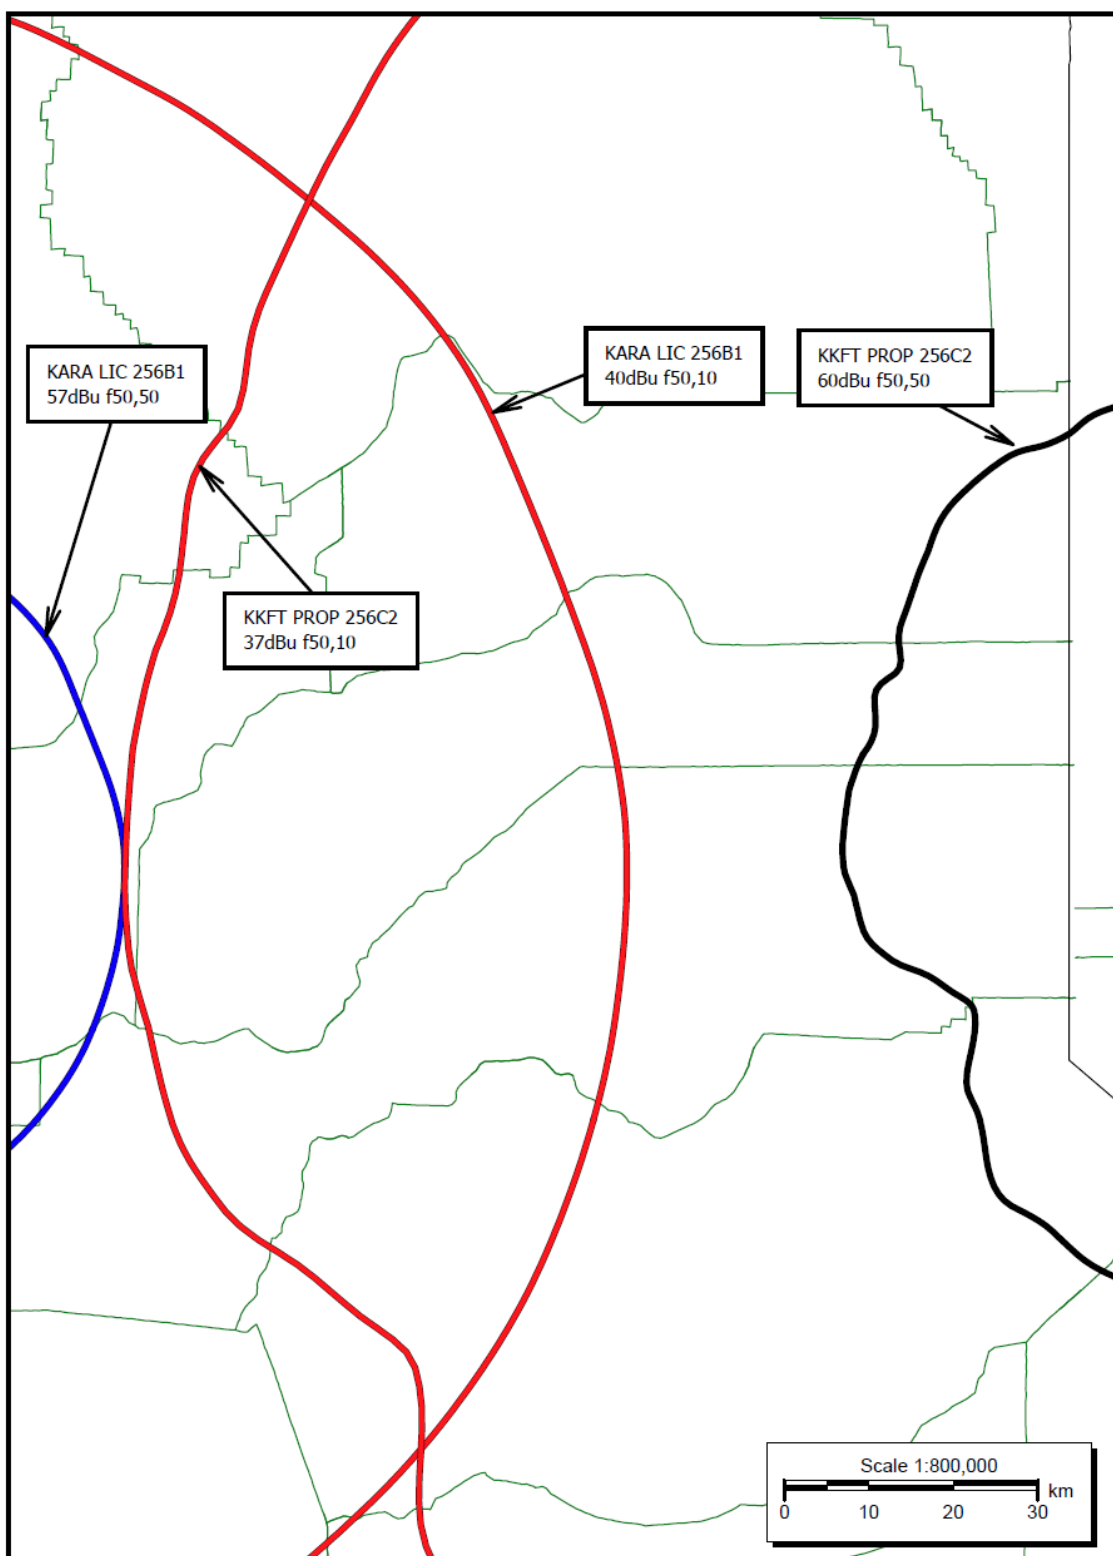 KARA LIC 256B1
57dBu f50,50
KARA LIC 256B1
40dBu f50,10
KKFT PROP 256C2
60dBu f50,50
KKFT PROP 256C2
37dBu f50,10
Scale 1:800,000
km
0 10 20 30